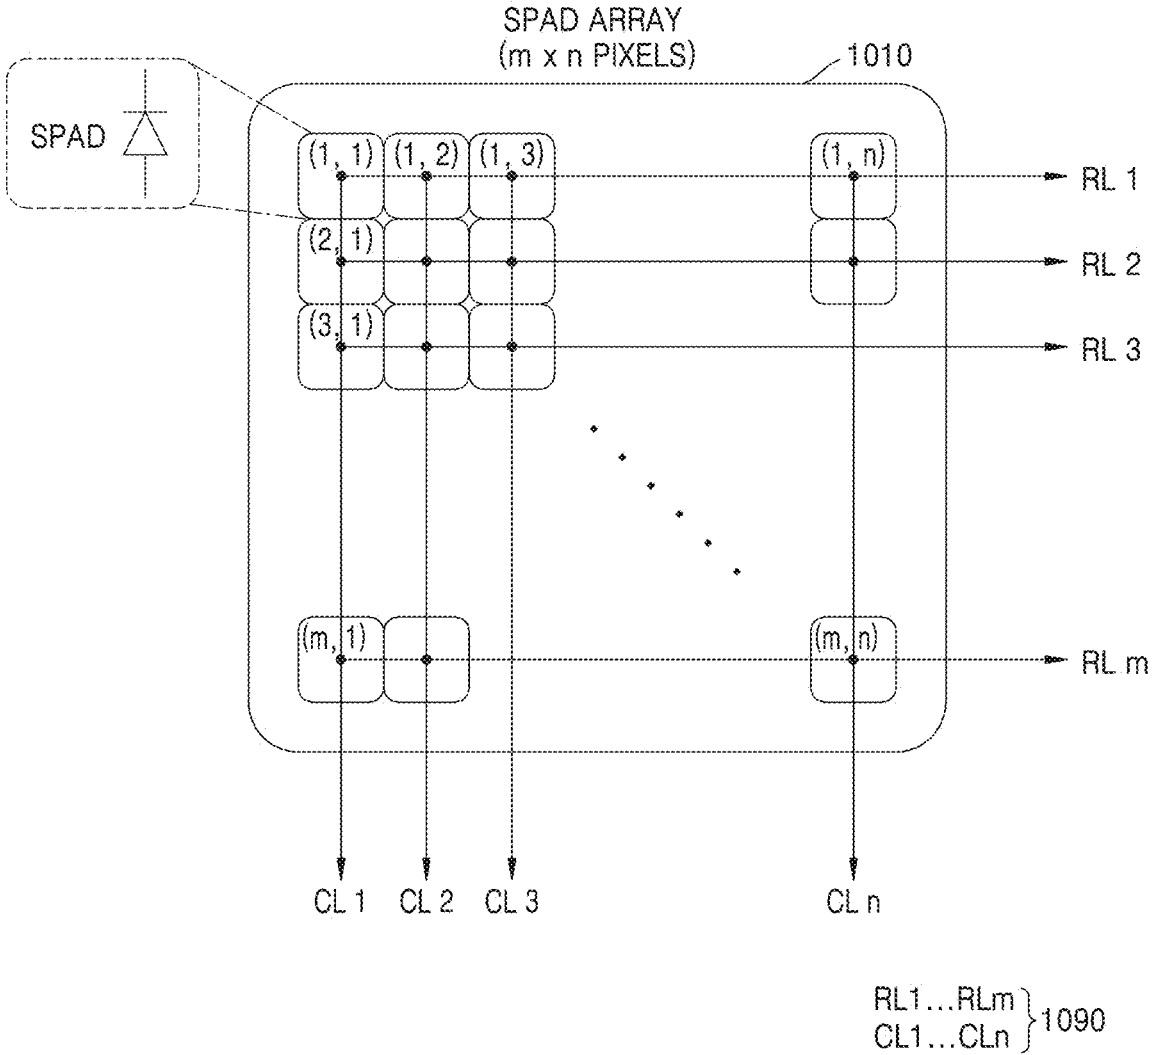 SPAD ARRAY
(m x n PIXELS)
1010
SPAD
(1, 1) (1, 2) (1, 3) (1, n)
RL 1
(2, 1)
RL 2
(3, 1)
RL 3
(m, 1) (m, n)
RL m
CL 1 CL 2 CL 3 CL n
RL1...RLm
CL1...CLn
1090